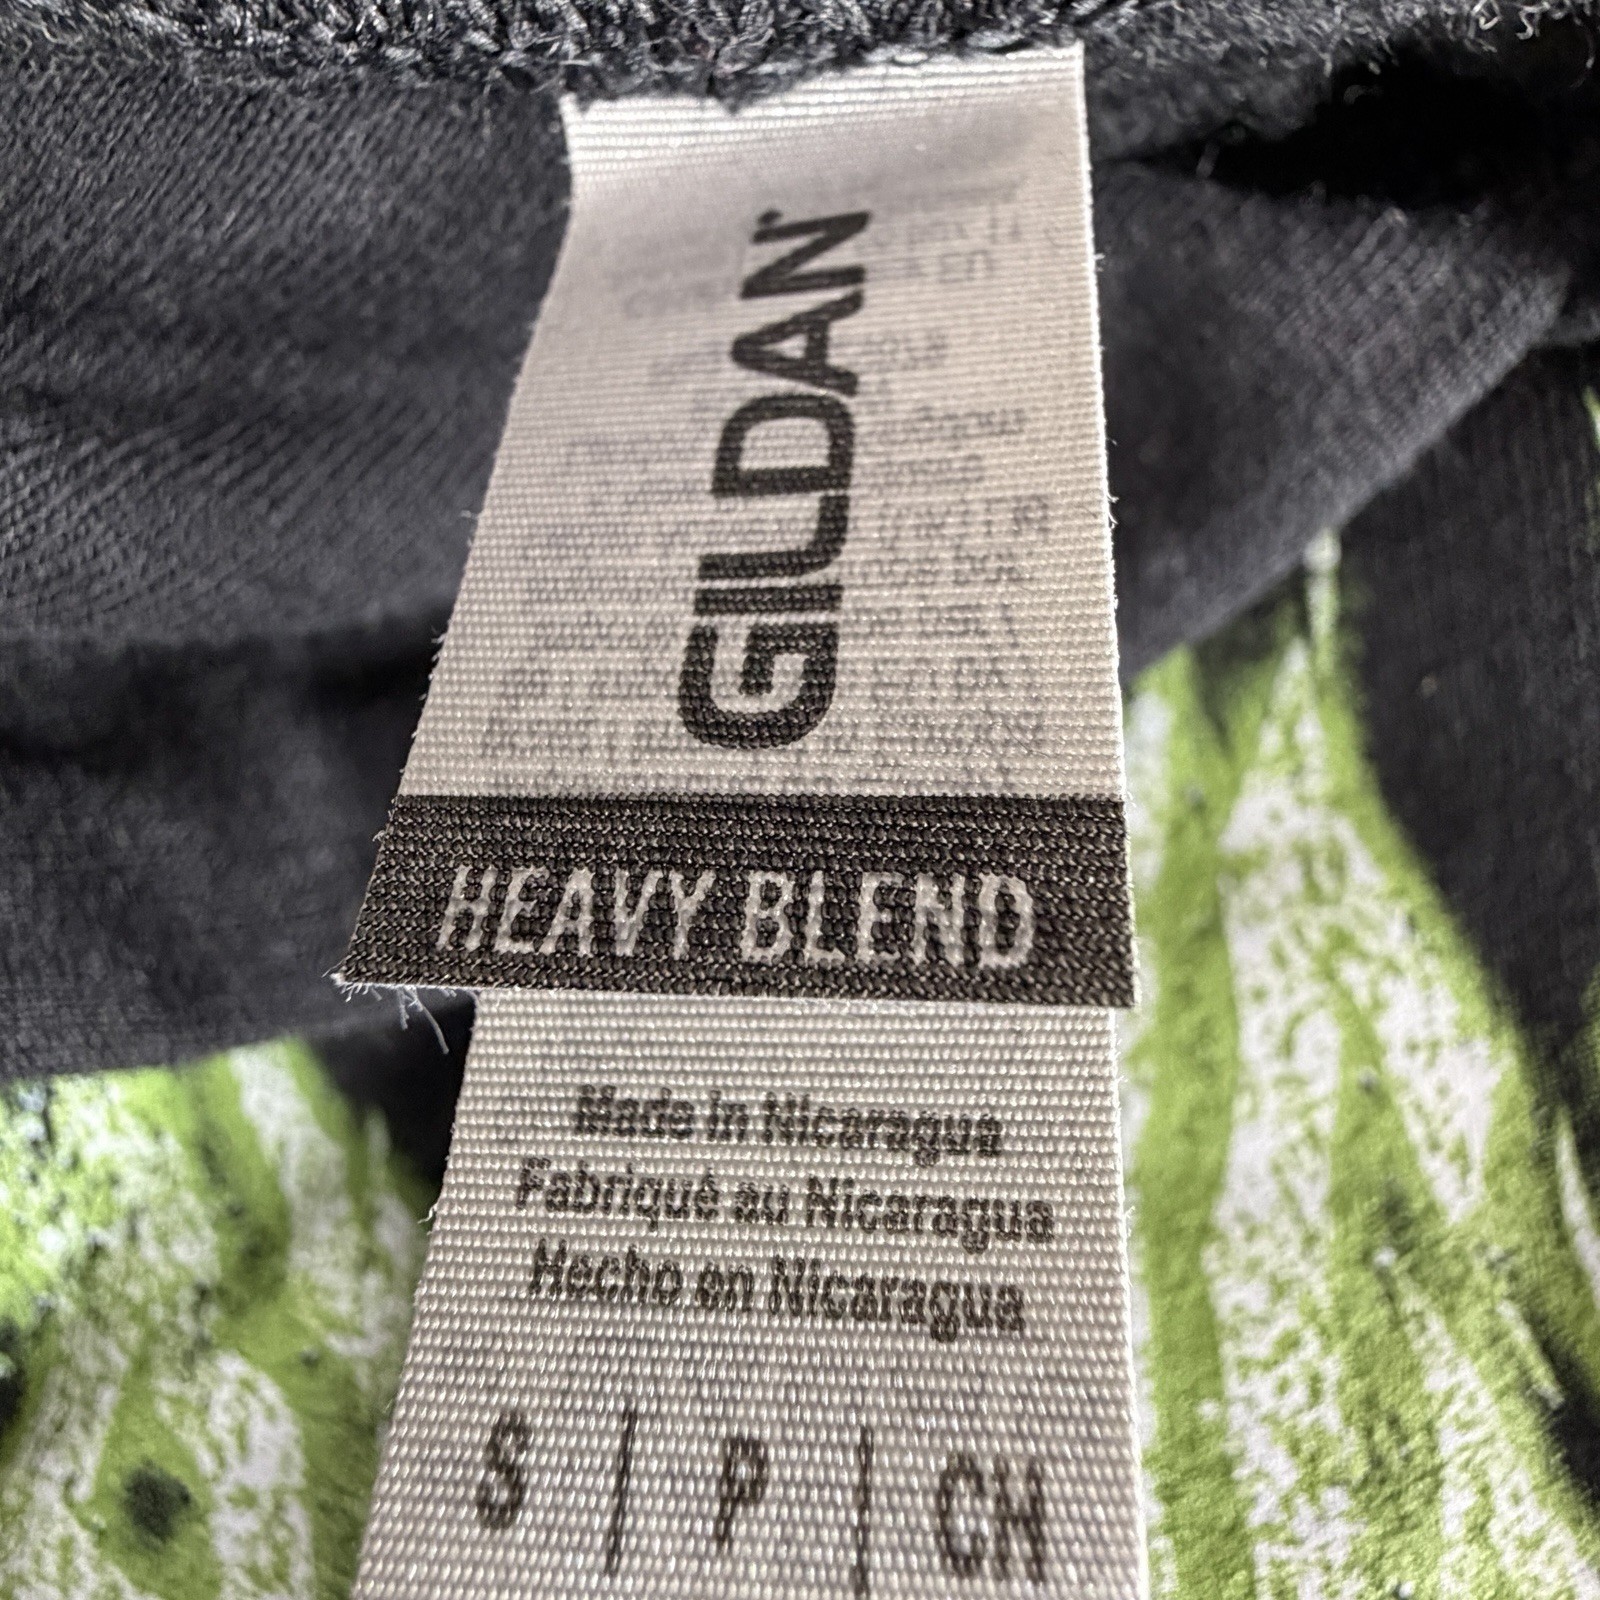 GILDAN
HEAVY BLEND
Made in Nicaragua
Fabriqué au Nicaragua
Hecho en Nicaragua
S | P | CH